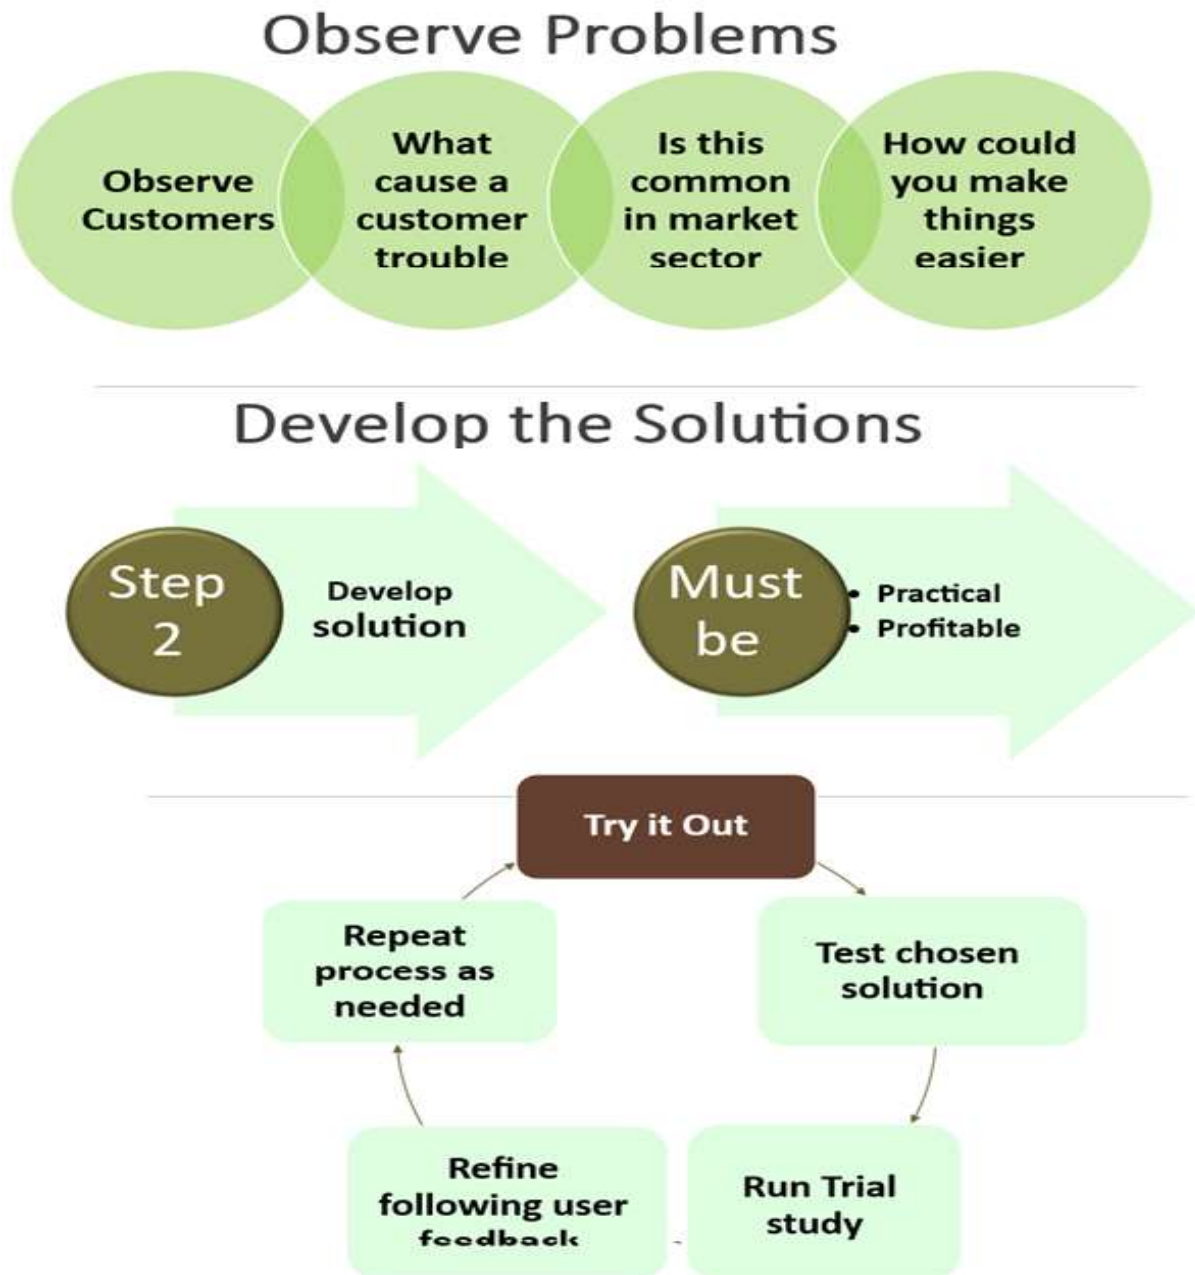 Observe Problems
Observe
Customers
What
cause a
customer
trouble
Is this
common
in market
sector
How could
you make
things
easier
Develop the Solutions
Step
2
Develop
solution
Must
be
• Practical
• Profitable
Try it Out
Test chosen
solution
Run Trial
study
Refine
following user
feedback
Repeat
process as
needed